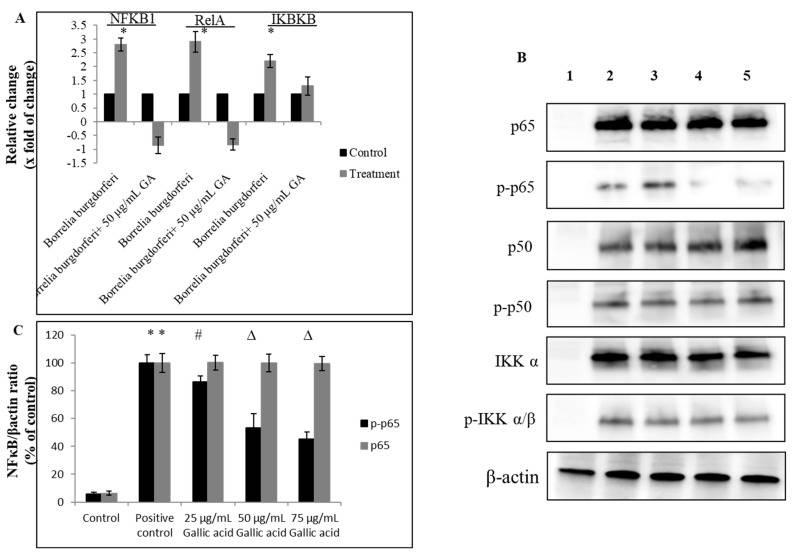 A
NFKB1 RelA IKBKB
* * *
3.5
3
2.5
2
1.5
1
0.5
0
-0.5
-1
-1.5
Relative change
(x fold of change)
Control
Treatment
Borrelia burgdorferi
orrelia burgdorferi+ 50 µg/mL GA
Borrelia burgdorferi
Borrelia burgdorferi+ 50 µg/mL GA
Borrelia burgdorferi
Borrelia burgdorferi+ 50 µg/mL GA
B
1 2 3 4 5
p65
p-p65
p50
p-p50
IKK α
p-IKK α/β
β-actin
C
120
100
80
60
40
20
0
NFκB/βactin ratio
(% of control)
* * # Δ Δ
p-p65
p65
Control Positive 25 µg/mL 50 µg/mL 75 µg/mL
control Gallic acid Gallic acid Gallic acid